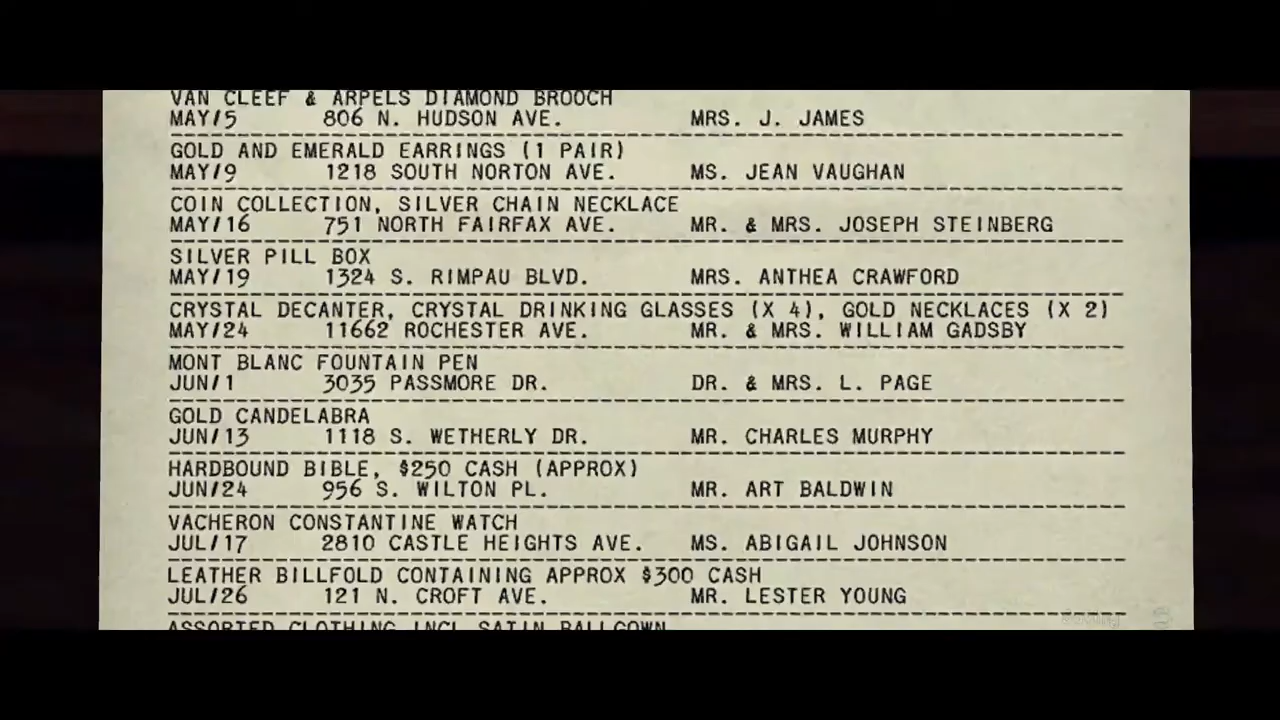 VAN CLEEF & ARPELS DIAMOND BROOCH
MAY/5 806 N. HUDSON AVE. MRS. J. JAMES
GOLD AND EMERALD EARRINGS (1 PAIR)
MAY/9 1218 SOUTH NORTON AVE. MS. JEAN VAUGHAN
COIN COLLECTION, SILVER CHAIN NECKLACE
MAY/16 751 NORTH FAIRFAX AVE. MR. & MRS. JOSEPH STEINBERG
SILVER PILL BOX
MAY/19 1324 S. RIMPAU BLVD. MRS. ANTHEA CRAWFORD
CRYSTAL DECANTER, CRYSTAL DRINKING GLASSES (X 4), GOLD NECKLACES (X 2)
MAY/24 11662 ROCHESTER AVE. MR. & MRS. WILLIAM GADSBY
MONT BLANC FOUNTAIN PEN
JUN/1 3035 PASSMORE DR. DR. & MRS. L. PAGE
GOLD CANDELABRA
JUN/13 1118 S. WETHERLY DR. MR. CHARLES MURPHY
HARDBOUND BIBLE, $250 CASH (APPROX)
JUN/24 956 S. WILTON PL. MR. ART BALDWIN
VACHERON CONSTANTINE WATCH
JUL/17 2810 CASTLE HEIGHTS AVE. MS. ABIGAIL JOHNSON
LEATHER BILLFOLD CONTAINING APPROX $300 CASH
JUL/26 121 N. CROFT AVE. MR. LESTER YOUNG
ASSORTED CLOTHING INCL SATIN BALLGOWN